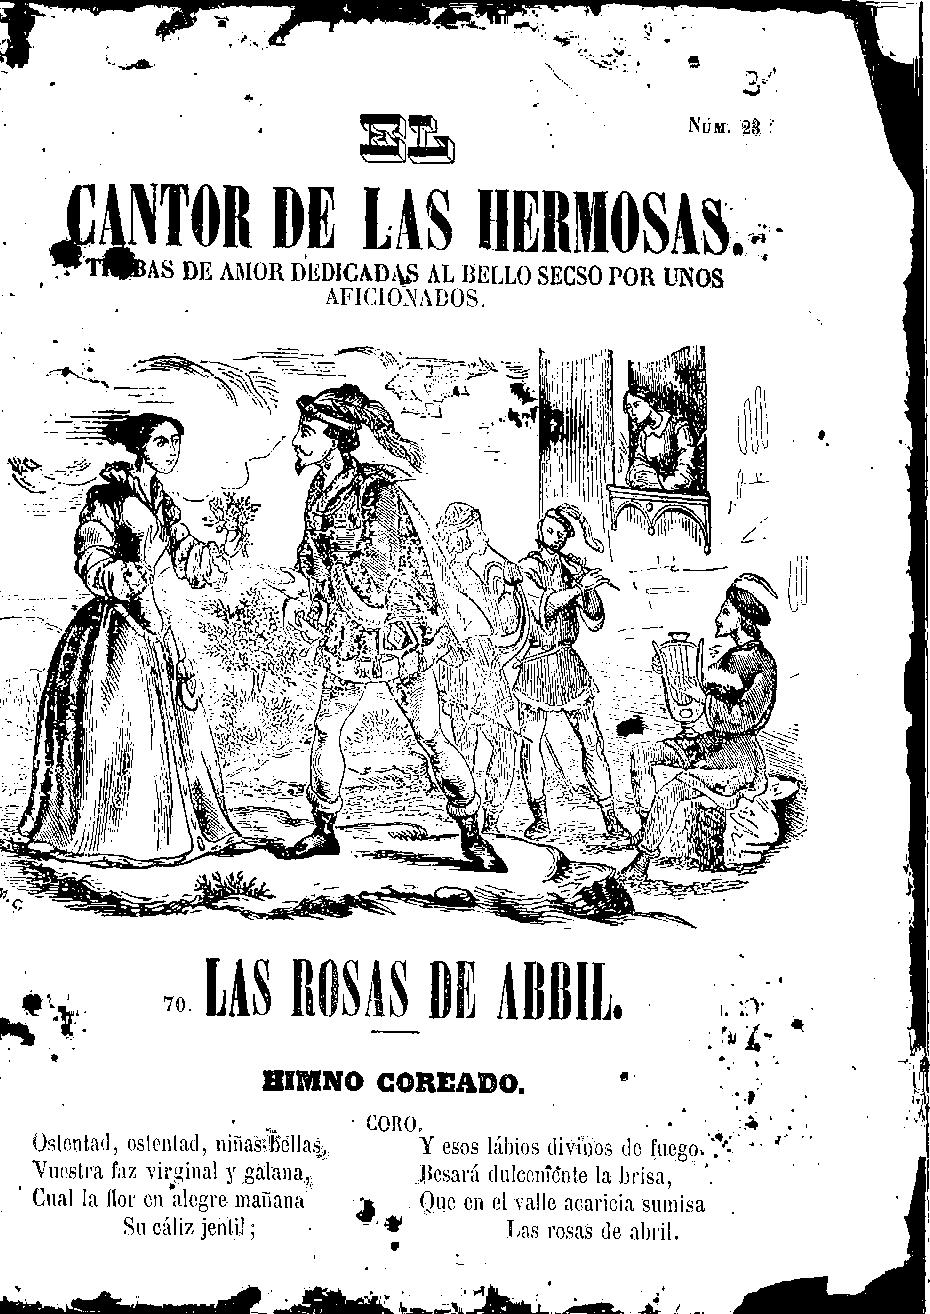 3
NÚM. 23
EL
CANTOR DE LAS HERMOSAS.
TROBAS DE AMOR DEDICADAS AL BELLO SECSO POR UNOS
AFICIONADOS.
M. C.
70. LAS ROSAS DE ABBIL.
HIMNO COREADO.
CORO.
Ostentad, ostentad, niñas bellas,
Vuestra faz virginal y galana,
Cual la flor en alegre mañana
Su cáliz jentil;
Y esos lábios divinos de fuego
Besará dulcemente la brisa,
Que en el valle acaricia sumisa
Las rosas de abril.